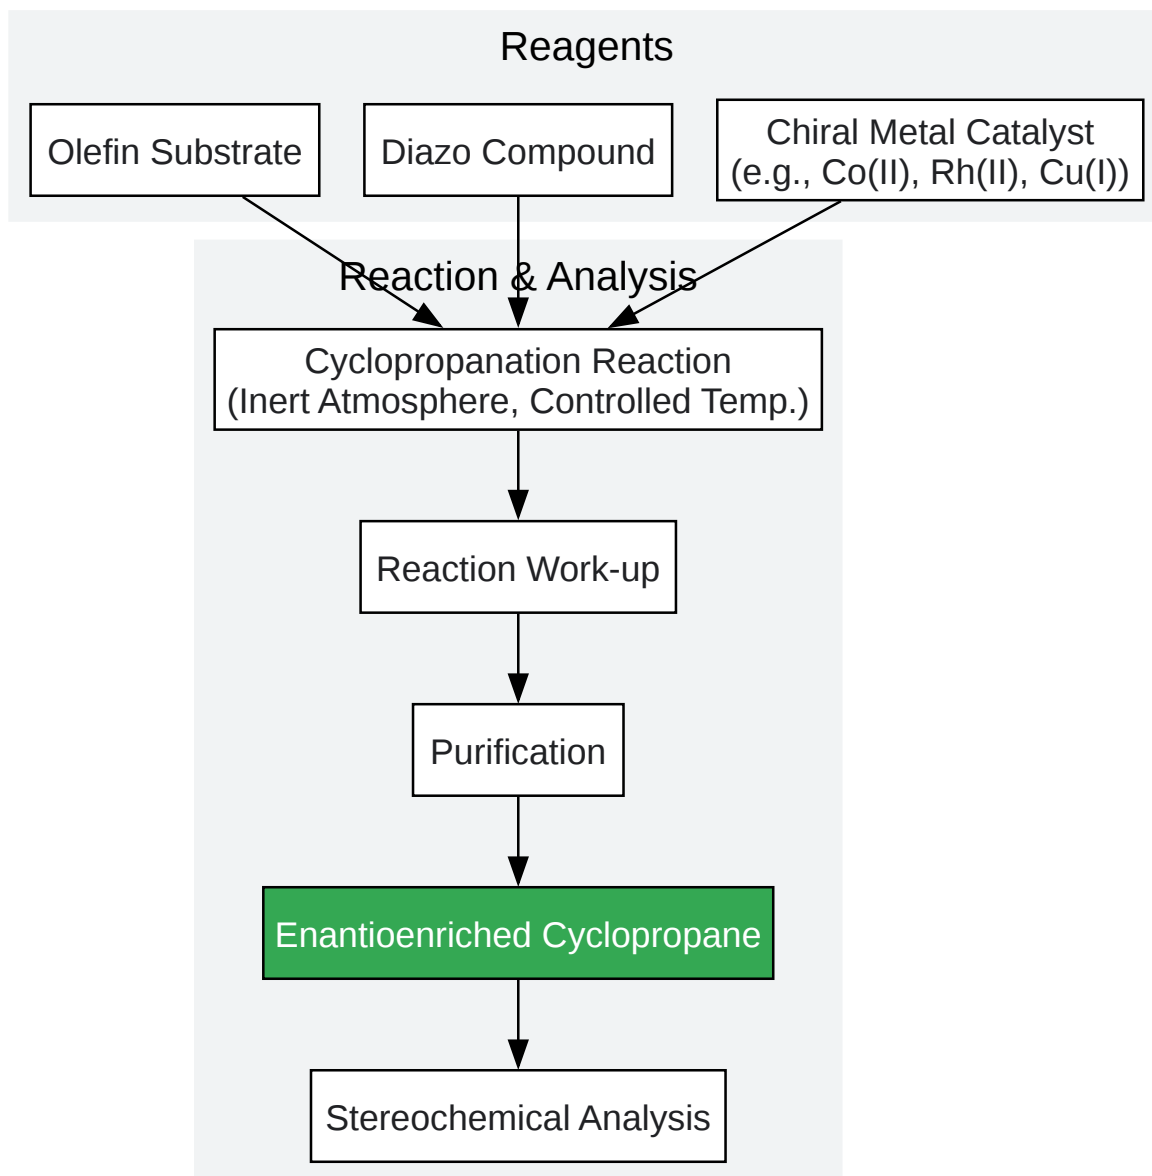 Reagents
Olefin Substrate
Diazo Compound
Chiral Metal Catalyst
(e.g., Co(II), Rh(II), Cu(I))
Reaction & Analysis
Cyclopropanation Reaction
(Inert Atmosphere, Controlled Temp.)
Reaction Work-up
Purification
Enantioenriched Cyclopropane
Stereochemical Analysis